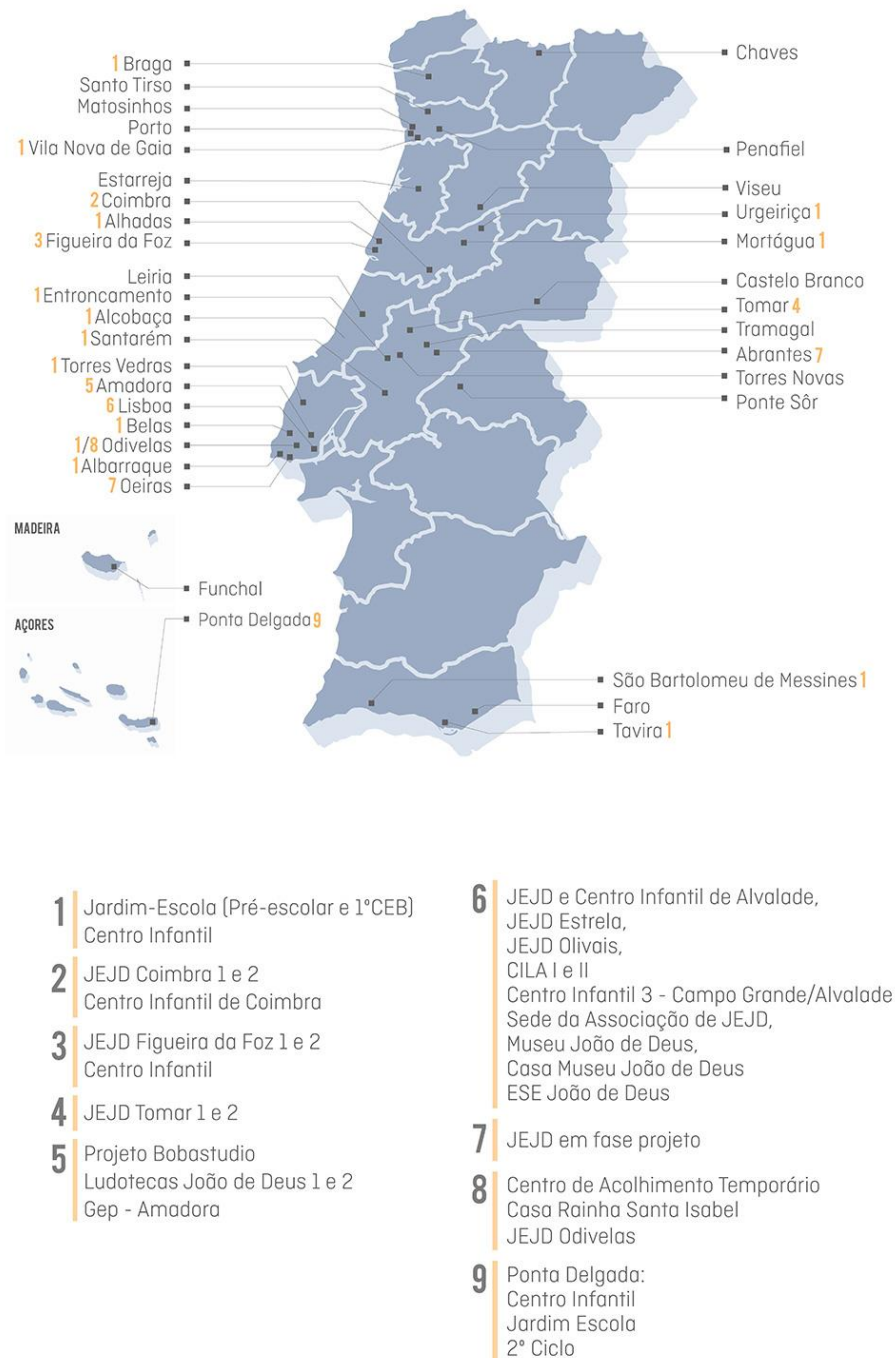 1 Braga
Santo Tirso
Matosinhos
Porto
1 Vila Nova de Gaia
Estarreja
2 Coimbra
1 Alhadas
3 Figueira da Foz
Leiria
1 Entroncamento
1 Alcobaça
1 Santarém
1 Torres Vedras
5 Amadora
6 Lisboa
1 Belas
1/8 Odivelas
1 Albarraque
7 Oeiras
Chaves
Penafiel
Viseu
Urgeiriça 1
Mortágua 1
Castelo Branco
Tomar 4
Tramagal
Abrantes 7
Torres Novas
Ponte Sôr
MADEIRA
Funchal
AÇORES
Ponta Delgada 9
São Bartolomeu de Messines 1
Faro
Tavira 1
1
Jardim-Escola (Pré-escolar e 1ºCEB)
Centro Infantil
2
JEJD Coimbra 1 e 2
Centro Infantil de Coimbra
3
JEJD Figueira da Foz 1 e 2
Centro Infantil
4
JEJD Tomar 1 e 2
5
Projeto Bobastudio
Ludotecas João de Deus 1 e 2
Gep - Amadora
6
JEJD e Centro Infantil de Alvalade,
JEJD Estrela,
JEJD Olivais,
CILA I e II
Centro Infantil 3 - Campo Grande/Alvalade
Sede da Associação de JEJD,
Museu João de Deus,
Casa Museu João de Deus
ESE João de Deus
7
JEJD em fase projeto
8
Centro de Acolhimento Temporário
Casa Rainha Santa Isabel
JEJD Odivelas
9
Ponta Delgada:
Centro Infantil
Jardim Escola
2º Ciclo